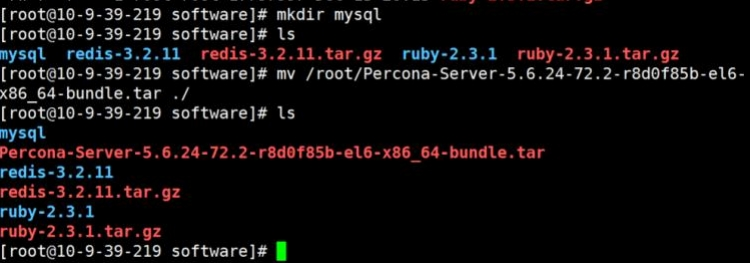 [root@10-9-39-219 software]# mkdir mysql
[root@10-9-39-219 software]# ls
mysql redis-3.2.11 redis-3.2.11.tar.gz ruby-2.3.1 ruby-2.3.1.tar.gz
[root@10-9-39-219 software]# mv /root/Percona-Server-5.6.24-72.2-r8d0f85b-el6-
x86_64-bundle.tar ./
[root@10-9-39-219 software]# ls
mysql
Percona-Server-5.6.24-72.2-r8d0f85b-el6-x86_64-bundle.tar
redis-3.2.11
redis-3.2.11.tar.gz
ruby-2.3.1
ruby-2.3.1.tar.gz
[root@10-9-39-219 software]#